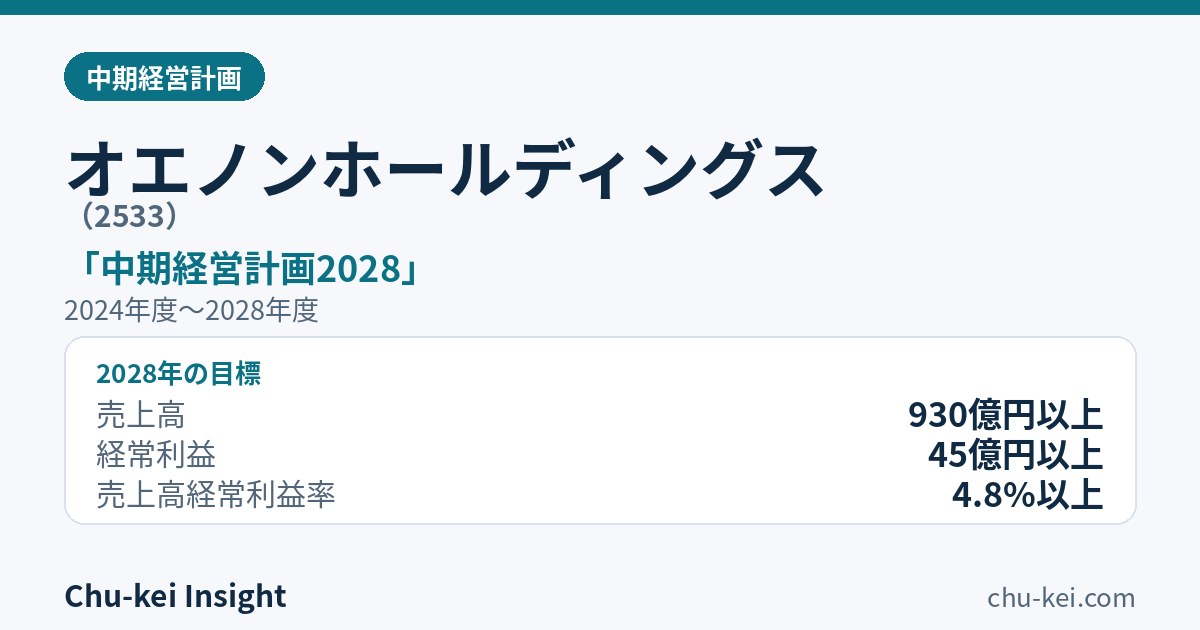 中期経営計画
オエノンホールディングス
（2533）
「中期経営計画2028」
2024年度～2028年度
2028年の目標
売上高 930億円以上
経常利益 45億円以上
売上高経常利益率 4.8%以上
Chu-kei Insight chu-kei.com